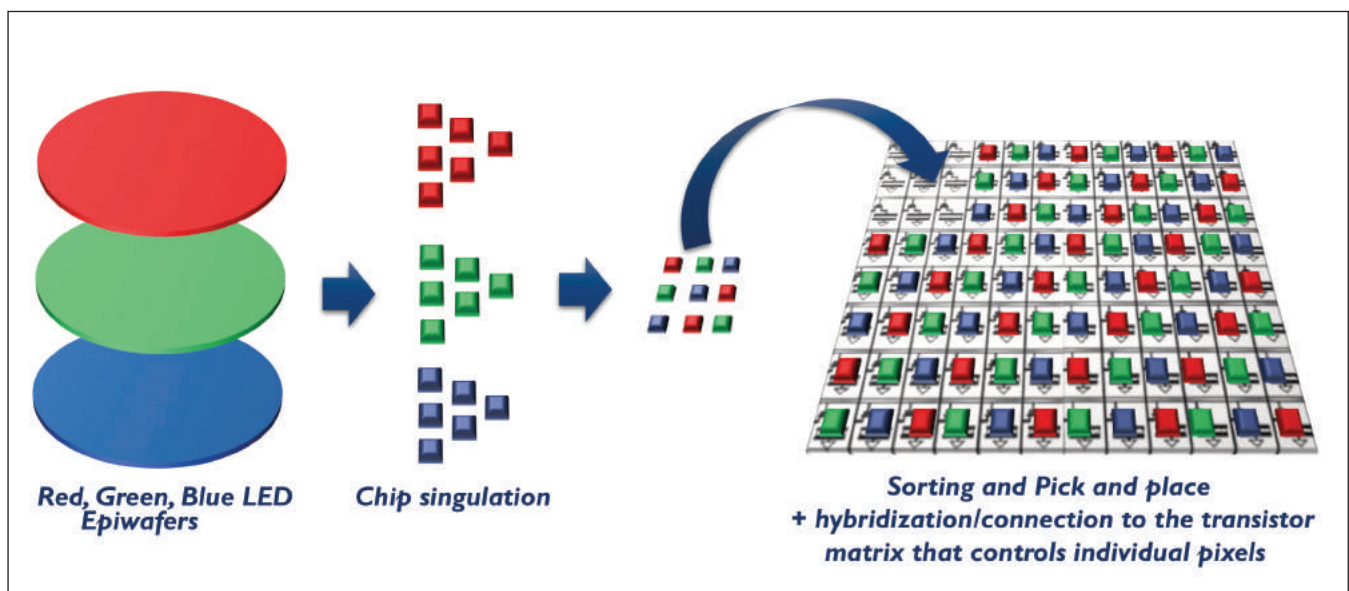 Red, Green, Blue LED
Epiwafers
Chip singulation
Sorting and Pick and place
+ hybridization/connection to the transistor
matrix that controls individual pixels